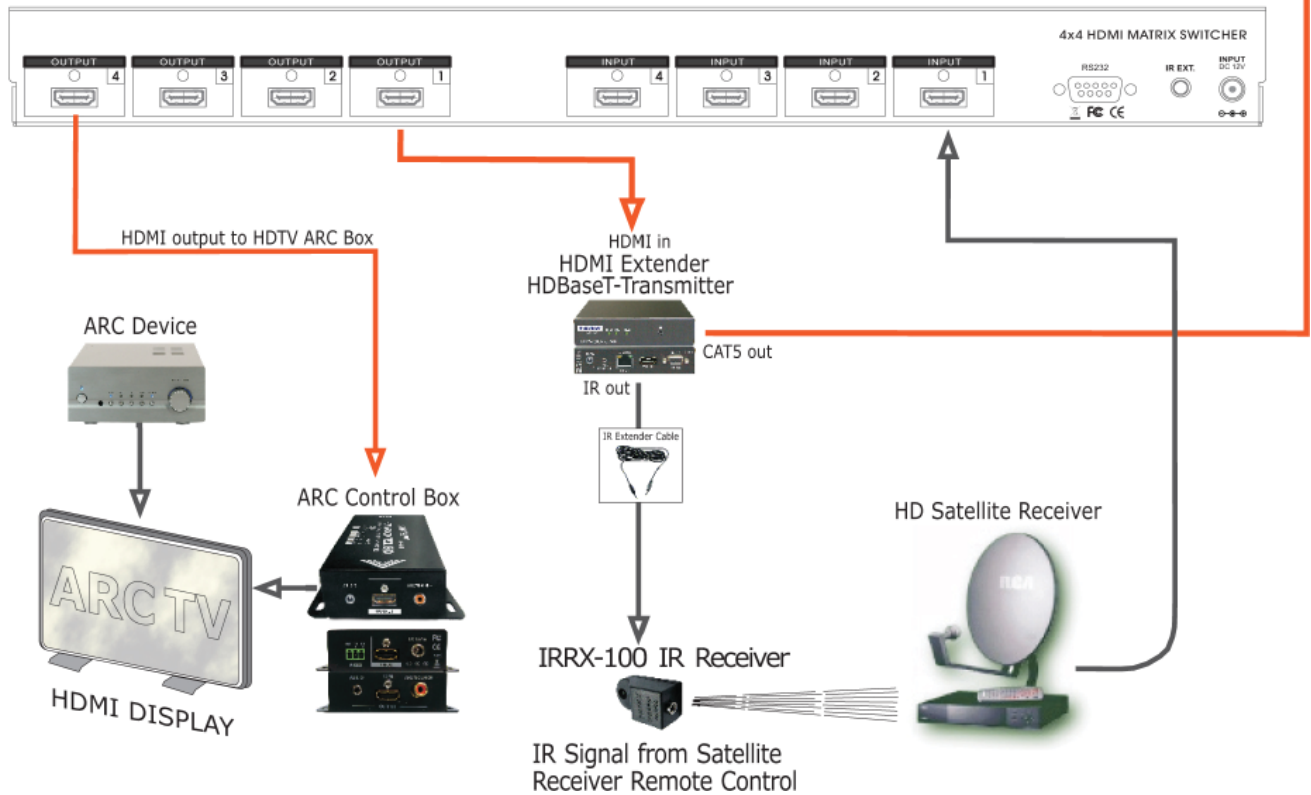 4x4 HDMI MATRIX SWITCHER
OUTPUT
4
OUTPUT
3
OUTPUT
2
OUTPUT
1
INPUT
4
INPUT
3
INPUT
2
INPUT
1
RS232
IR EXT.
INPUT
DC 12V
FC CE
HDMI output to HDTV ARC Box
HDMI in
HDMI Extender
HDBaseT-Transmitter
CAT5 out
IR out
IR Extender Cable
ARC Device
ARC Control Box
ARC TV
HDMI DISPLAY
HD Satellite Receiver
RCA
IRRX-100 IR Receiver
IR Signal from Satellite
Receiver Remote Control